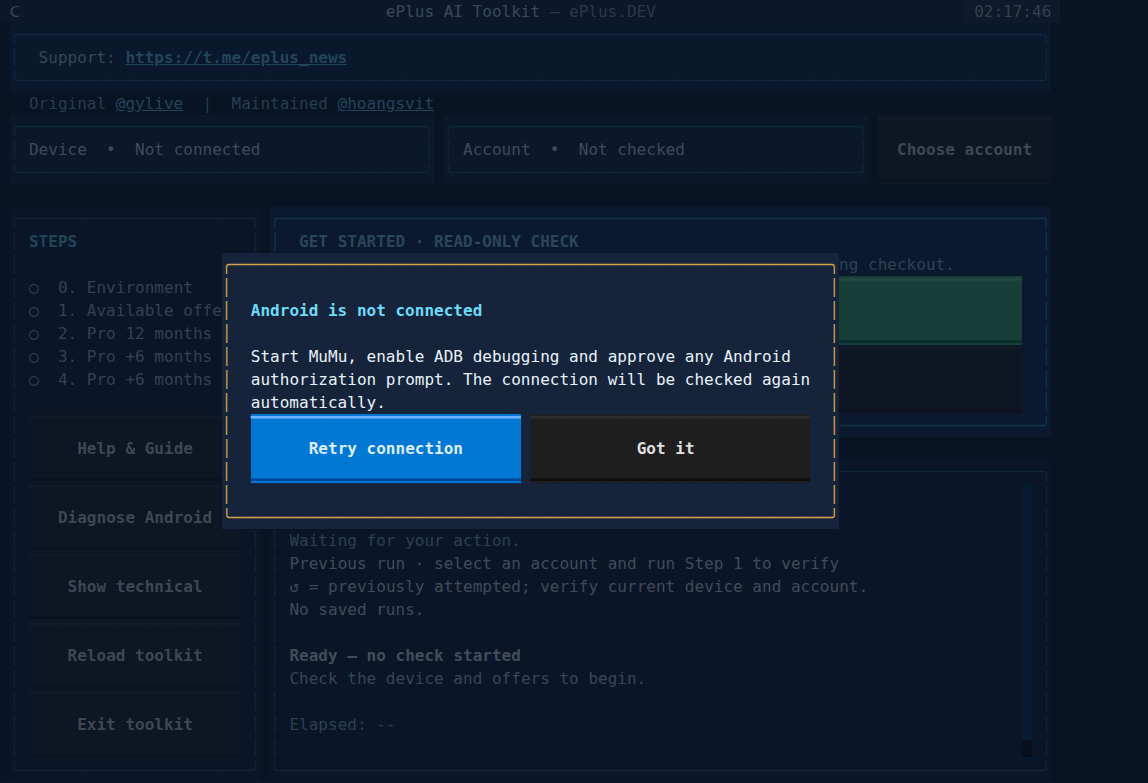 C
ePlus AI Toolkit — ePlus.DEV
02:17:46
Support: https://t.me/eplus_news
Original @gylive | Maintained @hoangsvit
Device • Not connected
Account • Not checked
Choose account
STEPS
○ 0. Environment
○ 1. Available offe
○ 2. Pro 12 months
○ 3. Pro +6 months
○ 4. Pro +6 months
Help & Guide
Diagnose Android
Show technical
Reload toolkit
Exit toolkit
GET STARTED · READ-ONLY CHECK
ng checkout.
Android is not connected
Start MuMu, enable ADB debugging and approve any Android
authorization prompt. The connection will be checked again
automatically.
Retry connection
Got it
Waiting for your action.
Previous run · select an account and run Step 1 to verify
↺ = previously attempted; verify current device and account.
No saved runs.
Ready — no check started
Check the device and offers to begin.
Elapsed: --